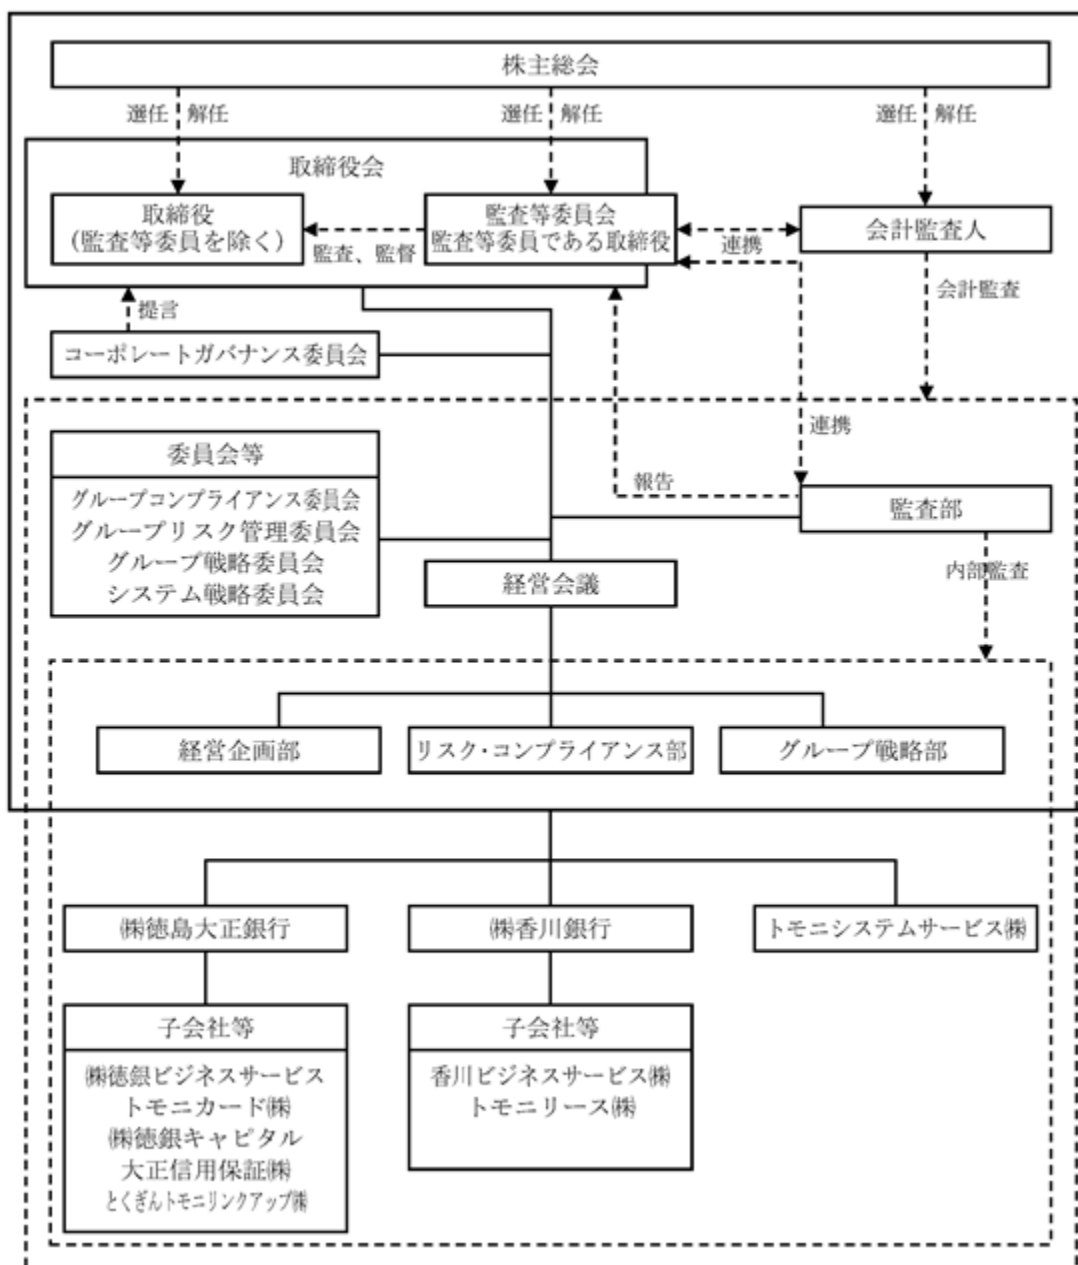 株主総会
選任 解任
選任 解任
選任 解任
取締役会
取締役
(監査等委員を除く)
監査、監督
監査等委員会
監査等委員である取締役
連携
会計監査人
会計監査
提言
コーポレートガバナンス委員会
連携
委員会等
グループコンプライアンス委員会
グループリスク管理委員会
グループ戦略委員会
システム戦略委員会
報告
監査部
内部監査
経営会議
経営企画部
リスク・コンプライアンス部
グループ戦略部
㈱徳島大正銀行
㈱香川銀行
トモニシステムサービス㈱
子会社等
㈱徳銀ビジネスサービス
トモニカード㈱
㈱徳銀キャピタル
大正信用保証㈱
とくぎんトモニリンクアップ㈱
子会社等
香川ビジネスサービス㈱
トモニリース㈱